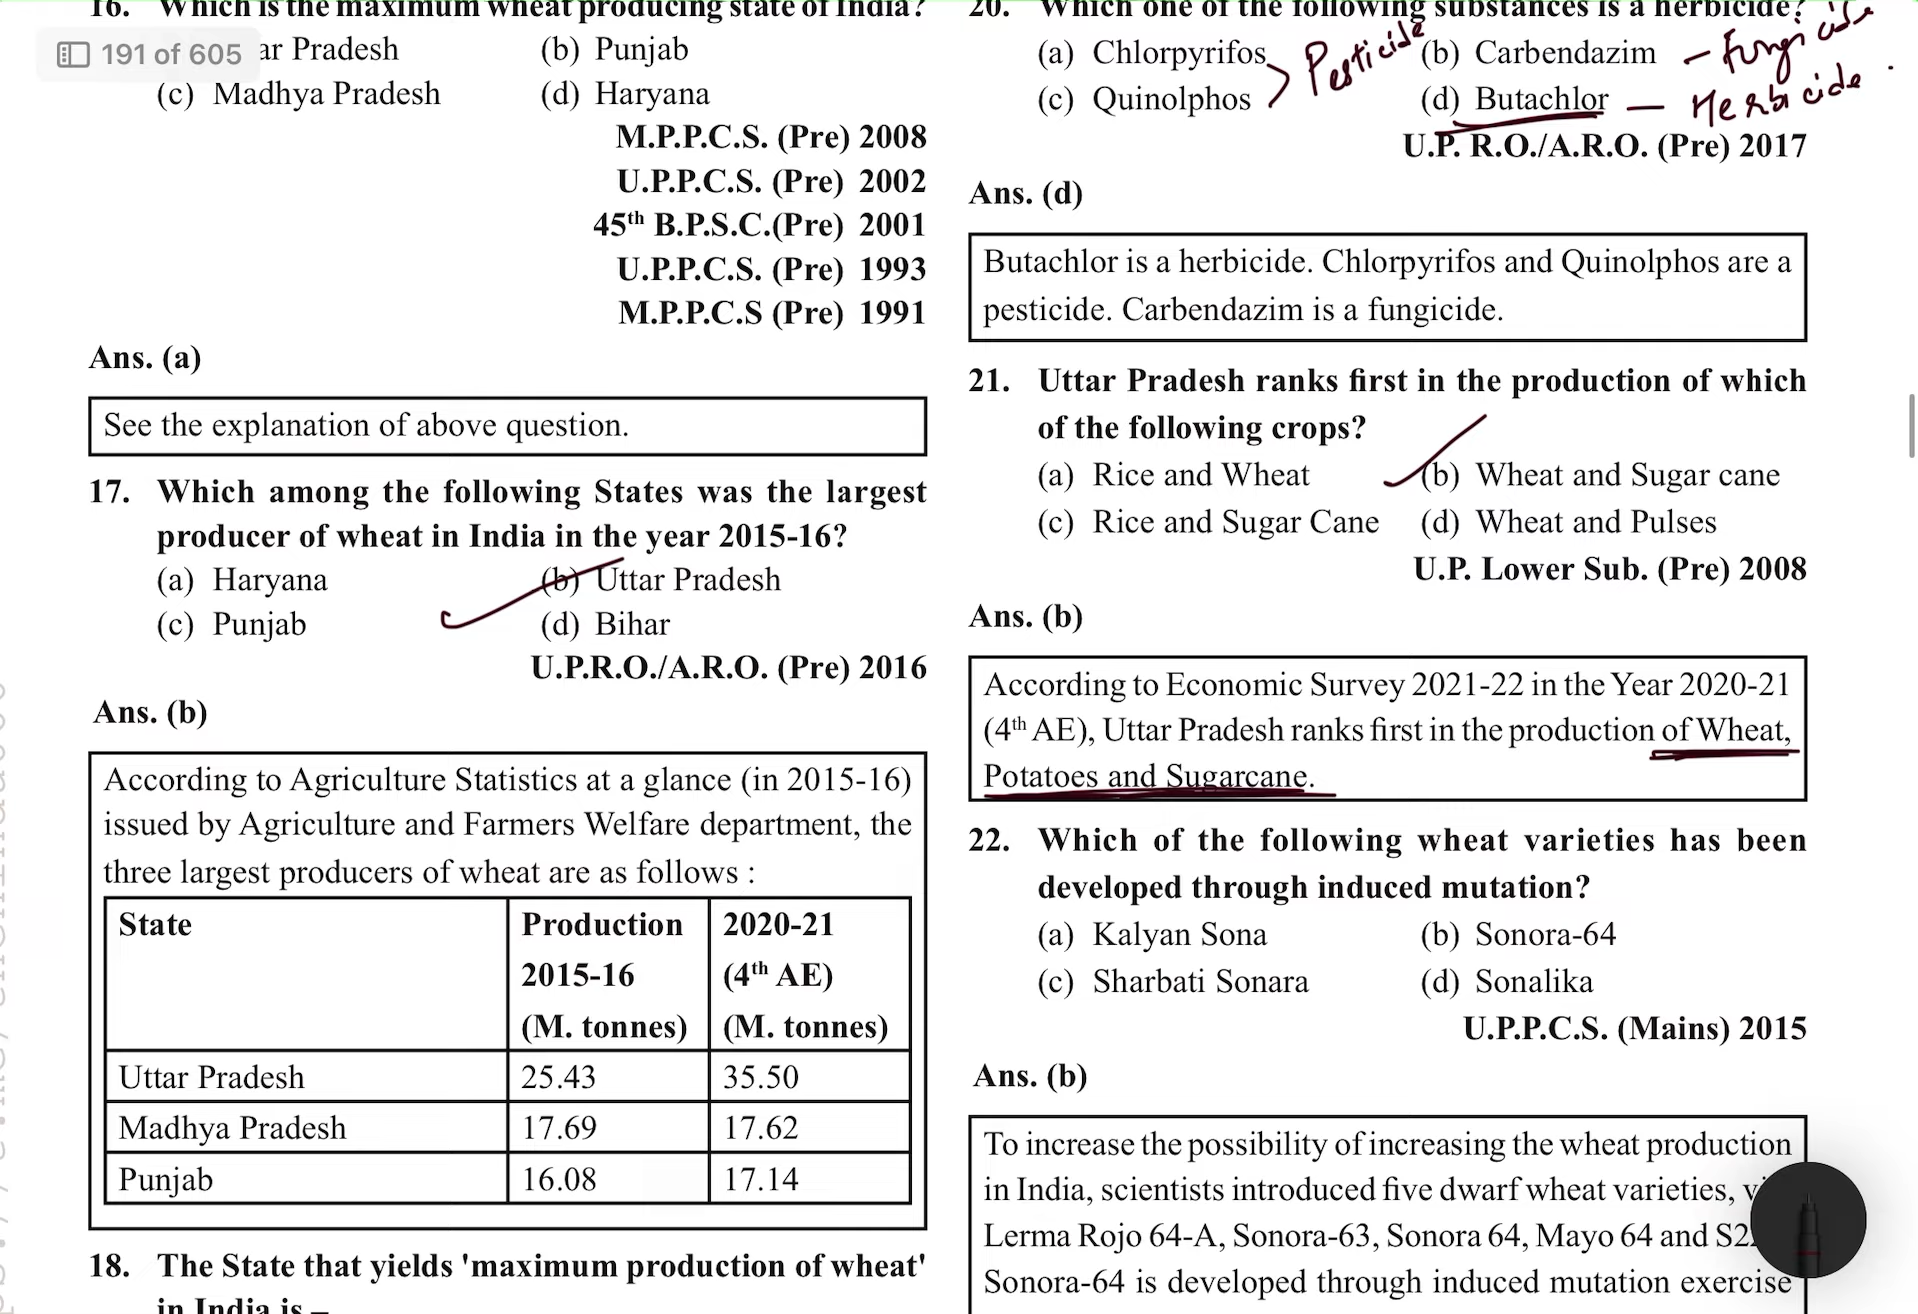 16. Which is the maximum wheat producing state of India?
191 of 605
ar Pradesh (b) Punjab
(c) Madhya Pradesh (d) Haryana
M.P.P.C.S. (Pre) 2008
U.P.P.C.S. (Pre) 2002
45th B.P.S.C.(Pre) 2001
U.P.P.C.S. (Pre) 1993
M.P.P.C.S (Pre) 1991
Ans. (a)
See the explanation of above question.
17. Which among the following States was the largest
producer of wheat in India in the year 2015-16?
(a) Haryana (b) Uttar Pradesh
(c) Punjab (d) Bihar
U.P.R.O./A.R.O. (Pre) 2016
Ans. (b)
According to Agriculture Statistics at a glance (in 2015-16)
issued by Agriculture and Farmers Welfare department, the
three largest producers of wheat are as follows :
State Production 2020-21
2015-16 (4th AE)
(M. tonnes) (M. tonnes)
Uttar Pradesh 25.43 35.50
Madhya Pradesh 17.69 17.62
Punjab 16.08 17.14
18. The State that yields 'maximum production of wheat'
in India is –
20. Which one of the following substances is a herbicide?
(a) Chlorpyrifos Pesticide (b) Carbendazim – Fungicide
(c) Quinolphos (d) Butachlor — Herbicide
U.P. R.O./A.R.O. (Pre) 2017
Ans. (d)
Butachlor is a herbicide. Chlorpyrifos and Quinolphos are a
pesticide. Carbendazim is a fungicide.
21. Uttar Pradesh ranks first in the production of which
of the following crops?
(a) Rice and Wheat (b) Wheat and Sugar cane
(c) Rice and Sugar Cane (d) Wheat and Pulses
U.P. Lower Sub. (Pre) 2008
Ans. (b)
According to Economic Survey 2021-22 in the Year 2020-21
(4th AE), Uttar Pradesh ranks first in the production of Wheat,
Potatoes and Sugarcane.
22. Which of the following wheat varieties has been
developed through induced mutation?
(a) Kalyan Sona (b) Sonora-64
(c) Sharbati Sonara (d) Sonalika
U.P.P.C.S. (Mains) 2015
Ans. (b)
To increase the possibility of increasing the wheat production
in India, scientists introduced five dwarf wheat varieties,
Lerma Rojo 64-A, Sonora-63, Sonora 64, Mayo 64 and
Sonora-64 is developed through induced mutation exercise